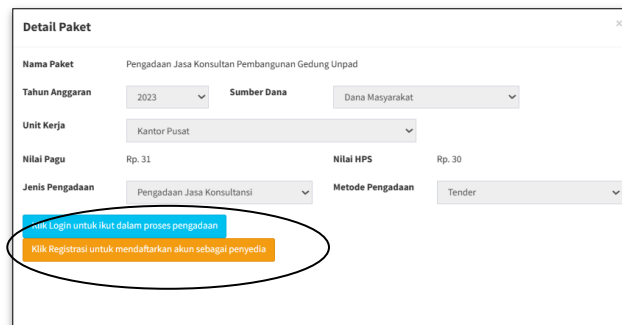 Detail Paket ×
Nama Paket Pengadaan Jasa Konsultan Pembangunan Gedung Unpad
Tahun Anggaran 2023 Sumber Dana Dana Masyarakat
Unit Kerja Kantor Pusat
Nilai Pagu Rp. 31 Nilai HPS Rp. 30
Jenis Pengadaan Pengadaan Jasa Konsultansi Metode Pengadaan Tender
Klik Login untuk ikut dalam proses pengadaan
Klik Registrasi untuk mendaftarkan akun sebagai penyedia